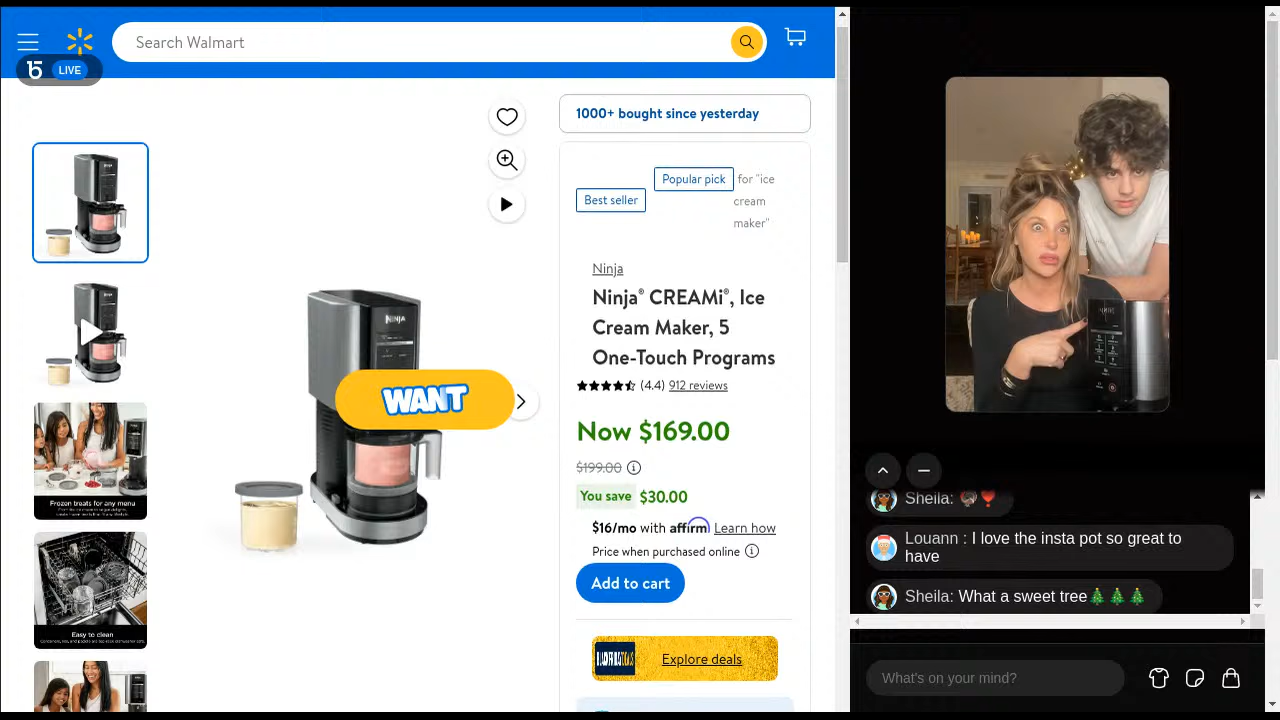 Search Walmart
LIVE
1000+ bought since yesterday
Best seller
Popular pick
for "ice
cream
maker"
Ninja
Ninja® CREAMi®, Ice
Cream Maker, 5
One-Touch Programs
(4.4) 912 reviews
Now $169.00
$199.00
You save $30.00
$16/mo with affirm Learn how
Price when purchased online
Add to cart
Explore deals
NINJA
WANT
Frozen treats for any menu
Easy to clean
Sheila:
Louann : I love the insta pot so great to
have
Sheila: What a sweet tree🎄🎄🎄
What's on your mind?